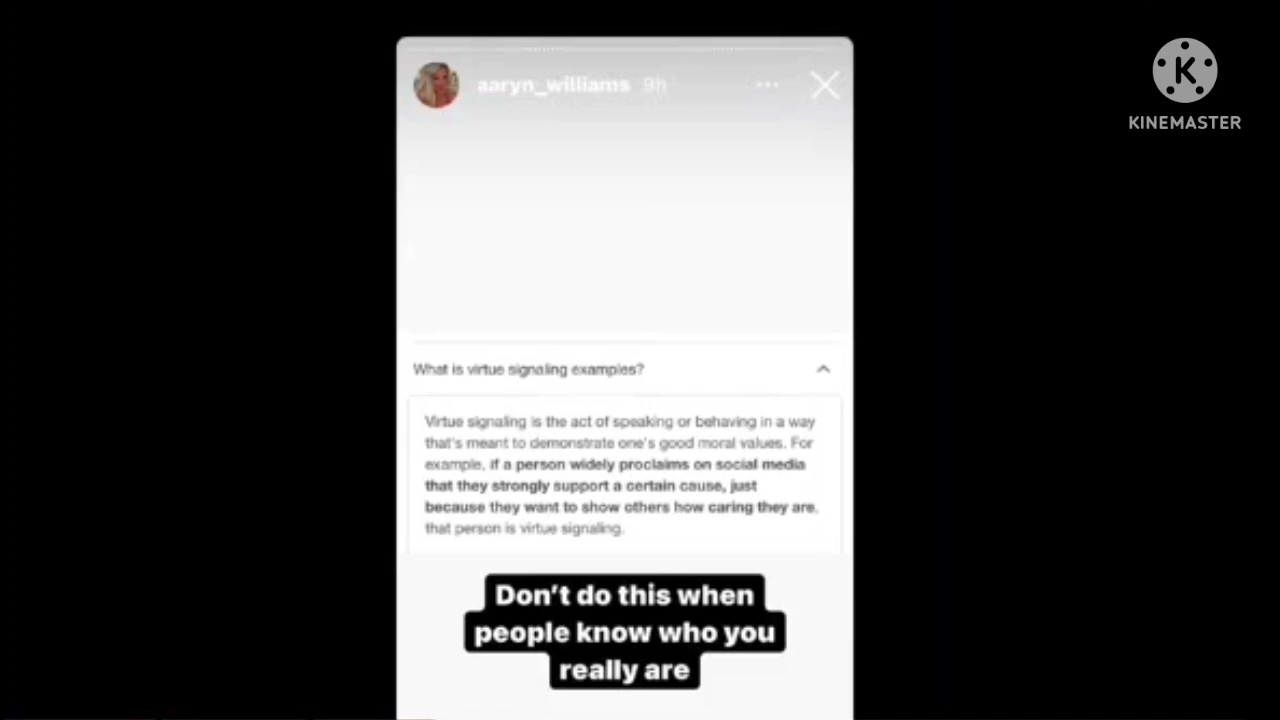 aaryn_williams 9h
KINEMASTER
What is virtue signaling examples?
Virtue signaling is the act of speaking or behaving in a way
that's meant to demonstrate one's good moral values. For
example, if a person widely proclaims on social media
that they strongly support a certain cause, just
because they want to show others how caring they are,
that person is virtue signaling.
Don't do this when
people know who you
really are